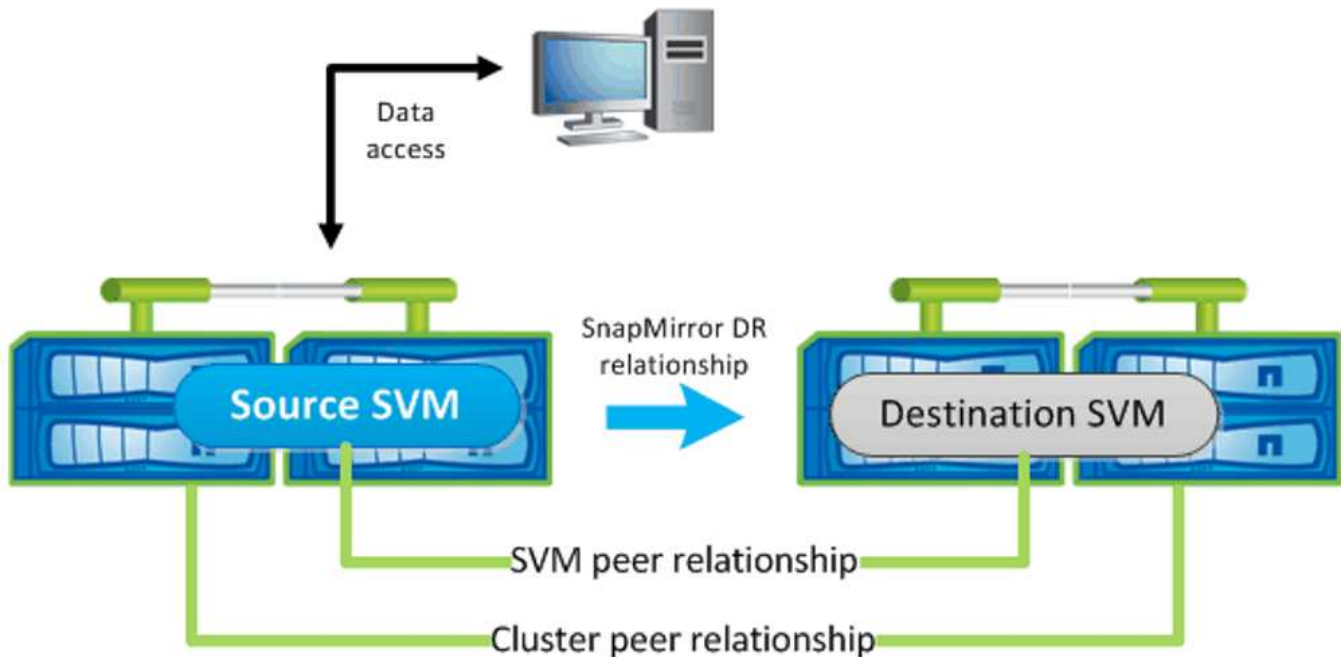 Data
access
SnapMirror DR
relationship
Source SVM
Destination SVM
SVM peer relationship
Cluster peer relationship